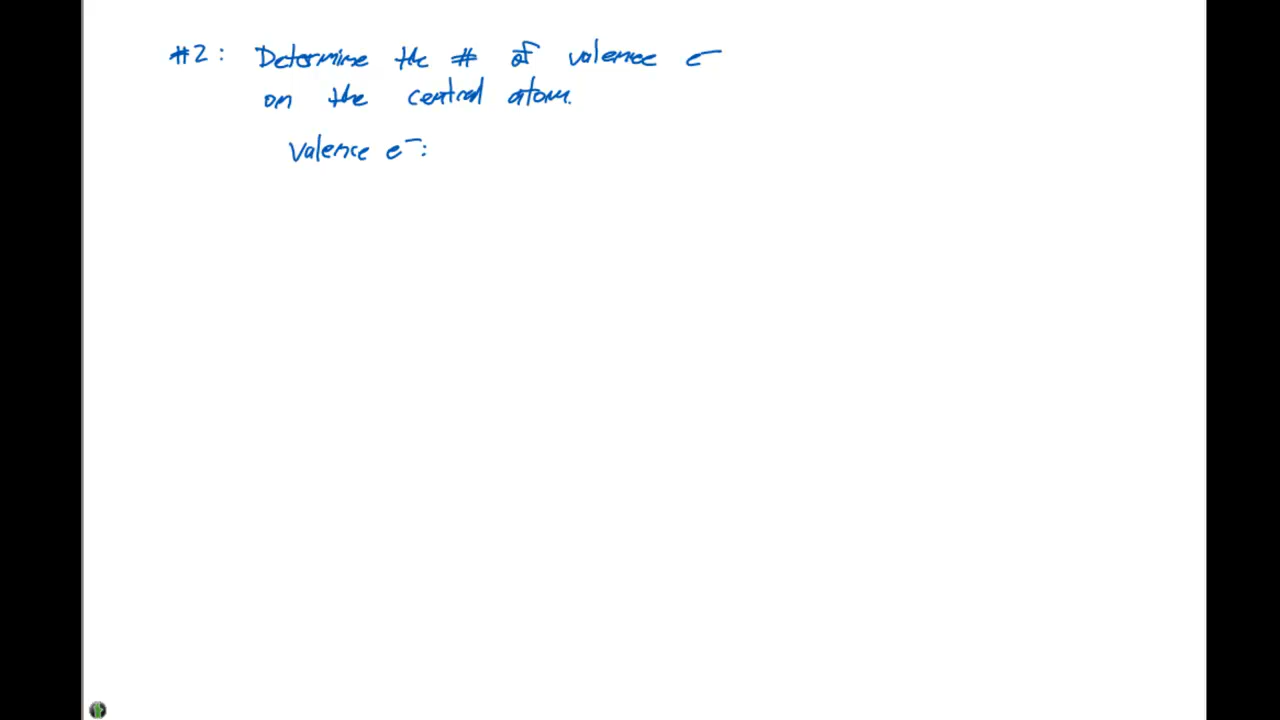 #2: Determine the # of valence e⁻
on the central atom.
Valence e⁻: